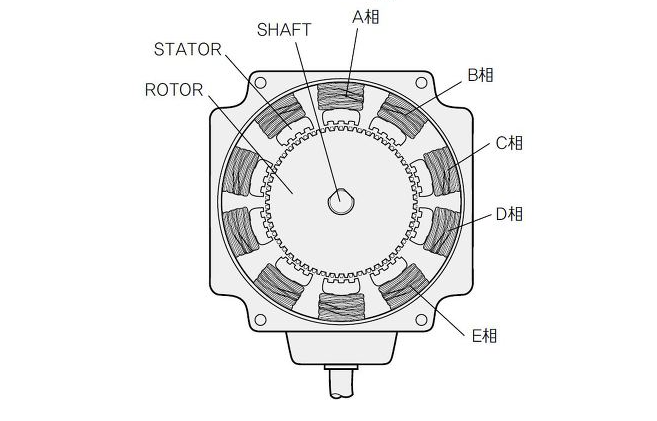 SHAFT
A相
STATOR
B相
ROTOR
C相
D相
E相